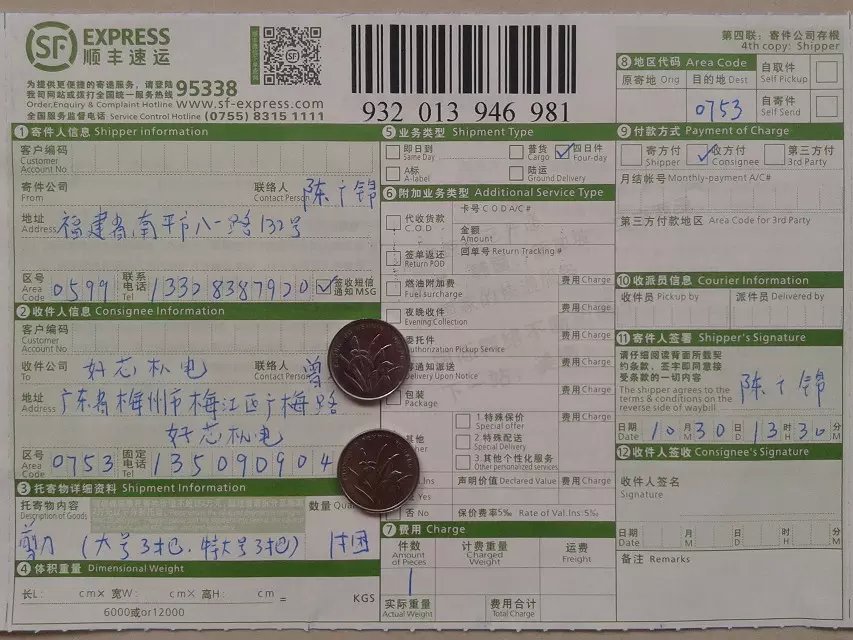 SF EXPRESS
顺丰速运
为提供更便捷的寄递服务，请登陆
我司网站或拨打全国统一服务热线 95338
Order,Enquiry & Complaint Hotline www.sf-express.com
全国服务监督电话 Service Control Hotline (0755) 8315 1111
932 013 946 981
第四联：寄件公司存根
4th copy: Shipper
① 寄件人信息 Shipper Information
客户编码
Customer
Account No
寄件公司
From
联络人
Contact Person
陈 锦
地址
Address
福建省南平市八一路132号
区号
Area
Code
0599
联系
电话
Tel
13328387920
签收短信
通知MSG
② 收件人信息 Consignee Information
客户编码
Customer
Account No
收件公司
To
好芯机电
联络人
Contact Person
曾
地址
Address
广东省梅州市梅江区广梅路
好芯机电
区号
Area
Code
0753
固定
电话
Tel
135090904
③ 托寄物详细资料 Shipment Information
托寄物内容
Description of Goods
数量
剪刀 (大号3把.特大号3把)
④ 体积重量 Dimensional Weight
长L: cm× 宽W: cm× 高H: cm = KGS
6000或or12000
⑤ 业务类型 Shipment Type
即日到
Same Day
普货
Cargo
四日件
Four-day
A标
A-label
陆运
Ground Delivery
⑥ 附加业务类型 Additional Service Type
代收货款
C.O.D
卡号 C O D A/C #
金额
Amount
签单返还
Return POD
回单号 Return Tracking #
燃油附加费
Fuel surcharge
费用 Charge
夜晚收件
Evening Collection
费用 Charge
委托件
Authorization Pickup Service
费用 Charge
通知派送
Delivery Upon Notice
费用 Charge
包装
Package
费用 Charge
其他
1.特殊保价
Special offer
2.特殊配送
Special Delivery
3.其他个性化服务
Other personalized services
声明价值 Declared Value
费用 Charge
Yes
否 No
保价费率5‰ Rate of Val.Ins:5‰
⑦ 费用 Charge
件数
Amount
of Pieces
1
计费重量
Charged
Weight
运费
Freight
实际重量
Actual Weight
费用合计
Total Charge
⑧ 地区代码 Area Code
原寄地 Orig
目的地 Dest
0753
自取件
Self Pickup
自寄件
Self Send
⑨ 付款方式 Payment of Charge
寄方付
Shipper
收方付
Consignee
第三方付
3rd Party
月结帐号 Monthly-payment A/C#
第三方付款地区 Area Code for 3rd Party
⑩ 收派员信息 Courier Information
收件员 Pickup by
派件员 Delivered by
⑪ 寄件人签署 Shipper's Signature
请仔细阅读背面所载契
约条款，签字即同意接
受条款的一切内容
The shipper agrees to the
terms & conditions on the
reverse side of waybill
陈 锦
日期
Date
10 月 M 30 日 D 13 时 H 30 分 M
⑫ 收件人签收 Consignee's Signature
收件人签名
Signature
日期
Date
月 M 日 D 时 H 分 M
备注 Remarks